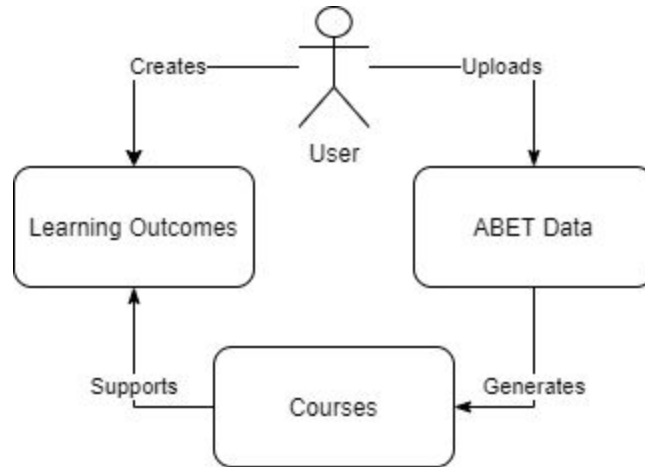 Creates
Uploads
User
Learning Outcomes
ABET Data
Supports
Generates
Courses